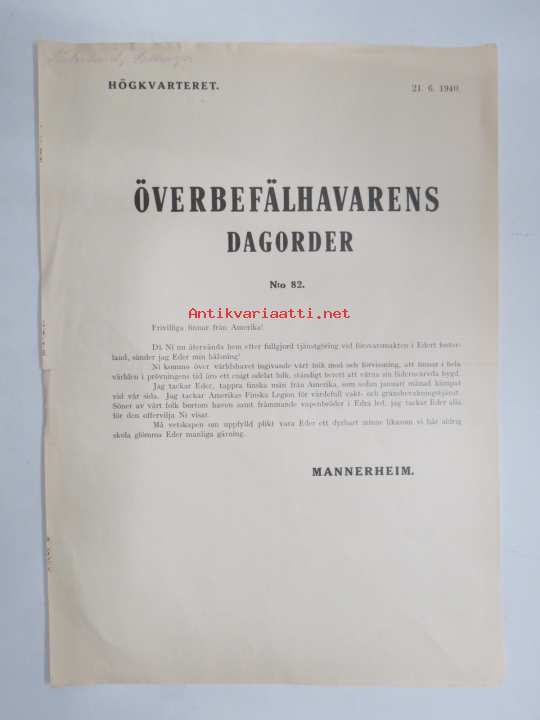 HÖGKVARTERET.
21. 6. 1940.
ÖVERBEFÄLHAVARENS
DAGORDER
N:o 82.
Antikvariaatti.net
Frivilliga finnar från Amerika!
Då Ni nu återvända hem efter fullgjord tjänstgöring vid försvarsmakten i Edert foster-
land, sänder jag Eder min hälsning!
Ni kommo över världshavet ingivande vårt folk mod och förvissning, att finnar i hela
världen i prövningens tid äro ett enigt odelat folk, ständigt berett att värna sin fäderneärvda bygd.
Jag tackar Eder, tappra finska män från Amerika, som sedan januari månad kämpat
vid vår sida. Jag tackar Amerikas Finska Legion för värdefull vakt- och gränsbevakningstjänst.
Söner av vårt folk bortom haven samt främmande vapenbröder i Edra led, jag tackar Eder alla
för den offervilja Ni visat.
Må vetskapen om uppfylld plikt vara Eder ett dyrbart minne likasom vi här aldrig
skola glömma Eder manliga gärning.
MANNERHEIM.